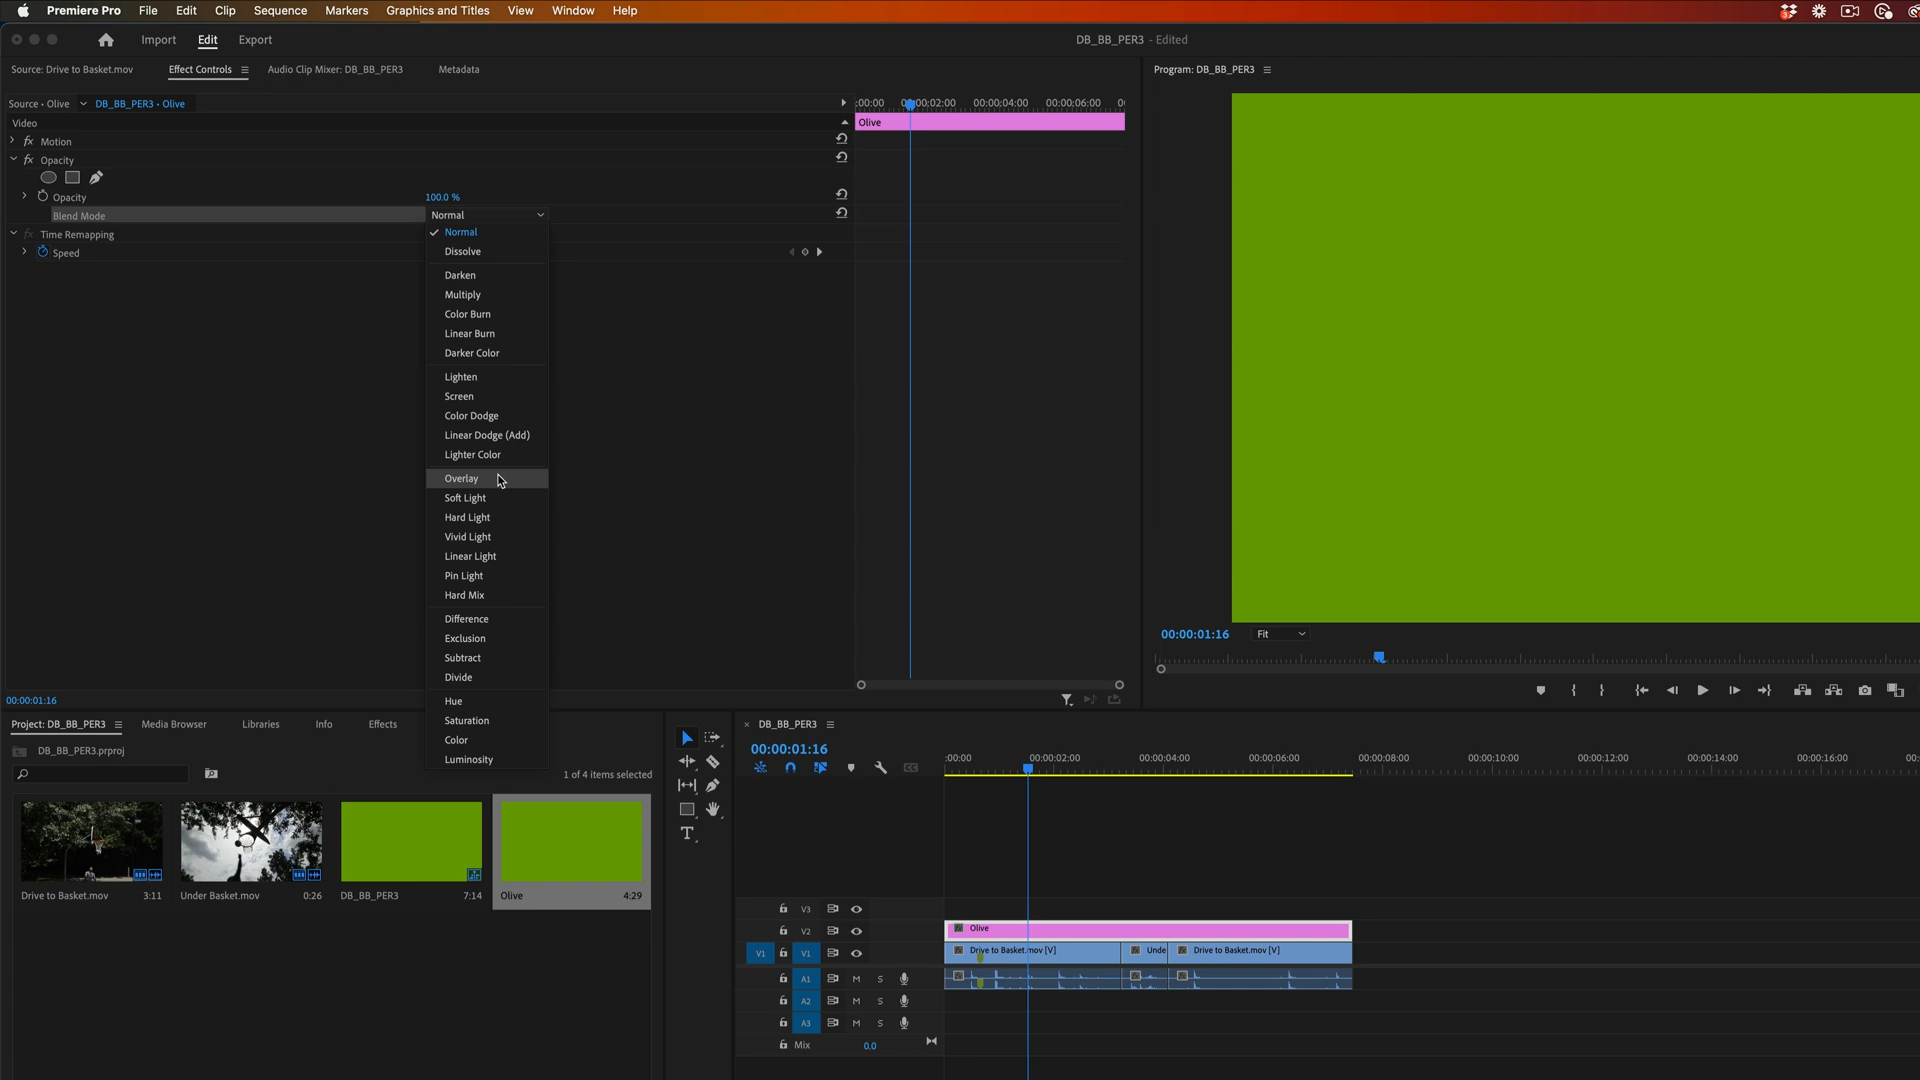 Premiere Pro File Edit Clip Sequence Markers Graphics and Titles View Window Help
Import Edit Export
DB_BB_PER3 - Edited
Source: Drive to Basket.mov Effect Controls Audio Clip Mixer: DB_BB_PER3 Metadata
Program: DB_BB_PER3
Source • Olive DB_BB_PER3 • Olive
:00:00 00:00:02:00 00:00:04:00 00:00:06:00
Video
Olive
fx Motion
fx Opacity
Opacity 100.0 %
Blend Mode Normal
fx Time Remapping
Speed
Normal
Dissolve
Darken
Multiply
Color Burn
Linear Burn
Darker Color
Lighten
Screen
Color Dodge
Linear Dodge (Add)
Lighter Color
Overlay
Soft Light
Hard Light
Vivid Light
Linear Light
Pin Light
Hard Mix
Difference
Exclusion
Subtract
Divide
Hue
Saturation
Color
Luminosity
00:00:01:16 Fit
00:00:01:16
Project: DB_BB_PER3 Media Browser Libraries Info Effects
DB_BB_PER3.prproj
1 of 4 items selected
Drive to Basket.mov 3:11
Under Basket.mov 0:26
DB_BB_PER3 7:14
Olive 4:29
T
× DB_BB_PER3
00:00:01:16
:00:00 00:00:02:00 00:00:04:00 00:00:06:00 00:00:08:00 00:00:10:00 00:00:12:00 00:00:14:00 00:00:16:00 00:
V3
V2 Olive
V1 V1 Drive to Basket.mov [V] Unde Drive to Basket.mov [V]
A1 M S
A2 M S
A3 M S
Mix 0.0